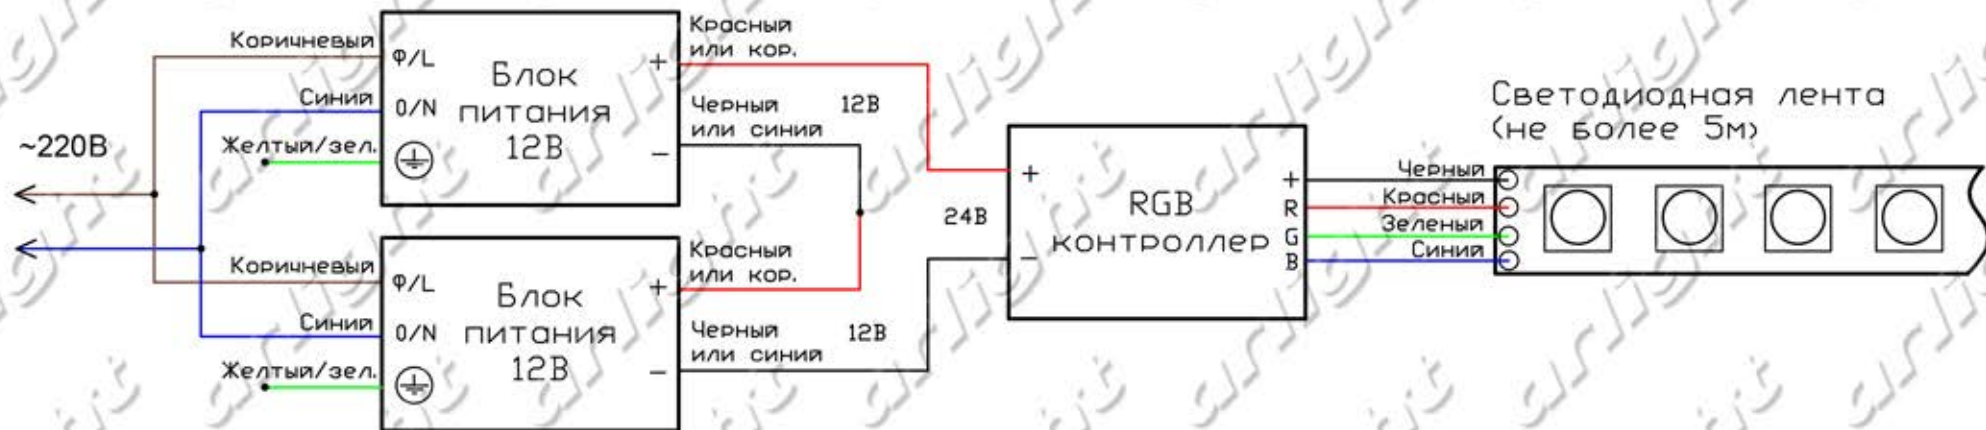 ~220В
Коричневый
Синий
Желтый/зел.
Ф/L
0/N
Блок
питания
12В
+
−
Красный
или кор.
Черный
или синий
12В
Коричневый
Синий
Желтый/зел.
Ф/L
0/N
Блок
питания
12В
+
−
Красный
или кор.
Черный
или синий
12В
24В
+
−
RGB
контроллер
+
R
G
B
Черный
Красный
Зеленый
Синий
Светодиодная лента
(не более 5м)
arlight